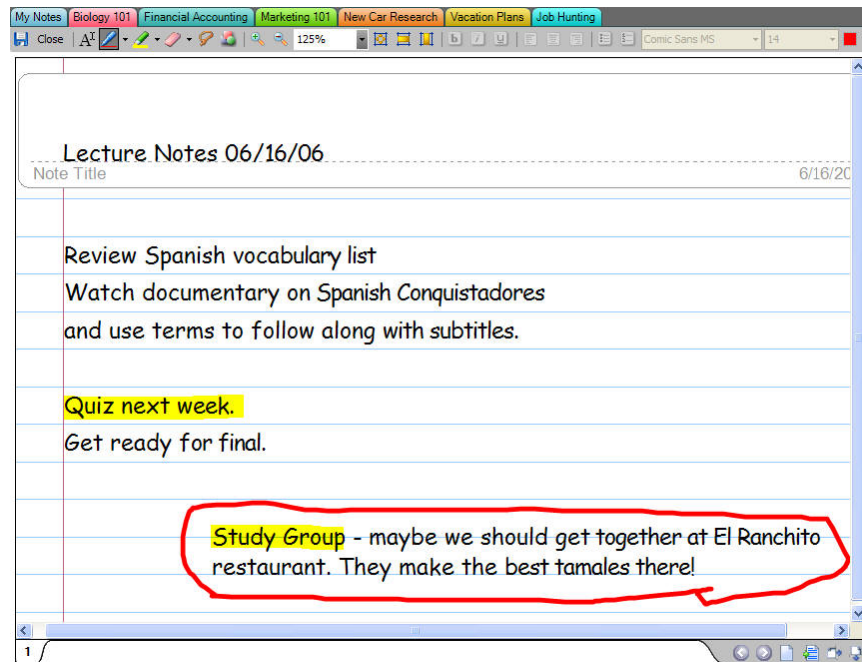 My Notes Biology 101 Financial Accounting Marketing 101 New Car Research Vacation Plans Job Hunting
Close 125% Comic Sans MS 14
Lecture Notes 06/16/06
Note Title 6/16/20
Review Spanish vocabulary list
Watch documentary on Spanish Conquistadores
and use terms to follow along with subtitles.
Quiz next week.
Get ready for final.
Study Group - maybe we should get together at El Ranchito
restaurant. They make the best tamales there!
1